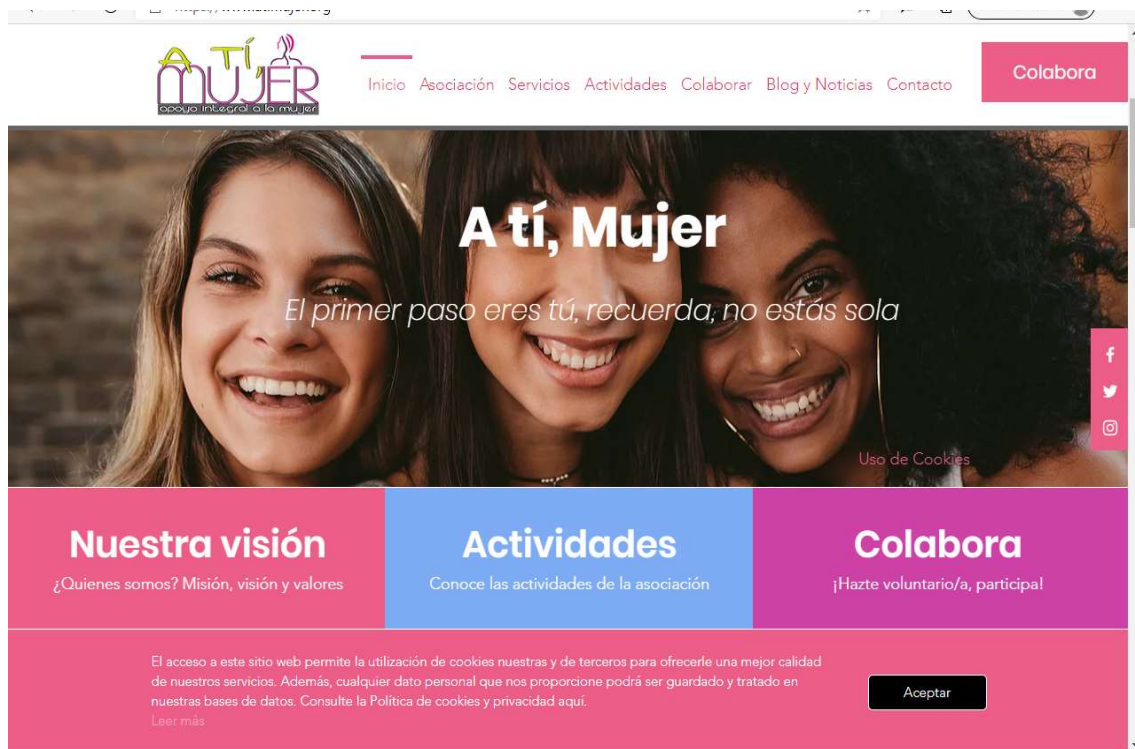 A TÍ,
MUJER
apoyo integral a la mujer
Inicio Asociación Servicios Actividades Colaborar Blog y Noticias Contacto
Colabora
A tí, Mujer
El primer paso eres tú, recuerda, no estás sola
Uso de Cookies
Nuestra visión
¿Quienes somos? Misión, visión y valores
Actividades
Conoce las actividades de la asociación
Colabora
¡Hazte voluntario/a, participa!
El acceso a este sitio web permite la utilización de cookies nuestras y de terceros para ofrecerle una mejor calidad
de nuestros servicios. Además, cualquier dato personal que nos proporcione podrá ser guardado y tratado en
nuestras bases de datos. Consulte la Política de cookies y privacidad aquí.
Leer más
Aceptar